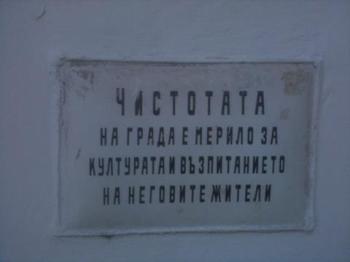 ЧИСТОТАТА
НА ГРАДА Е МЕРИЛО ЗА
КУЛТУРАТА И ВЪЗПИТАНИЕТО
НА НЕГОВИТЕ ЖИТЕЛИ